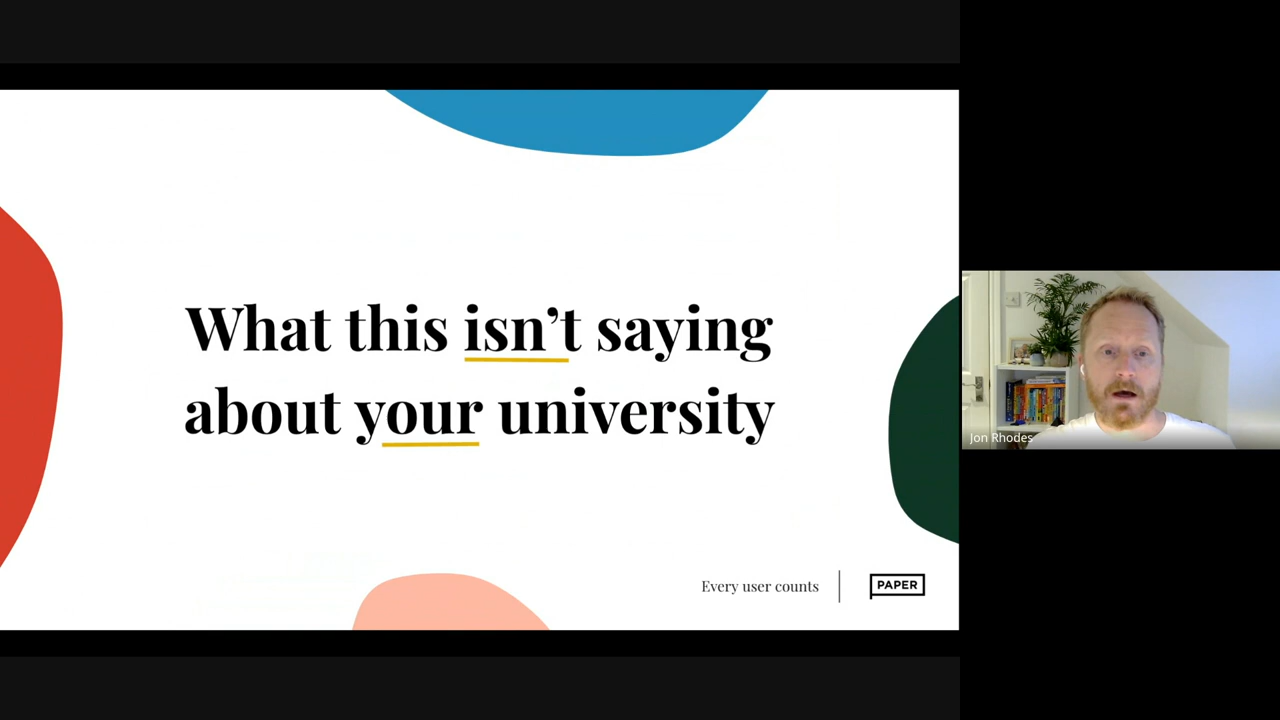 What this isn’t saying
about your university
Every user counts
PAPER
Jon Rhodes